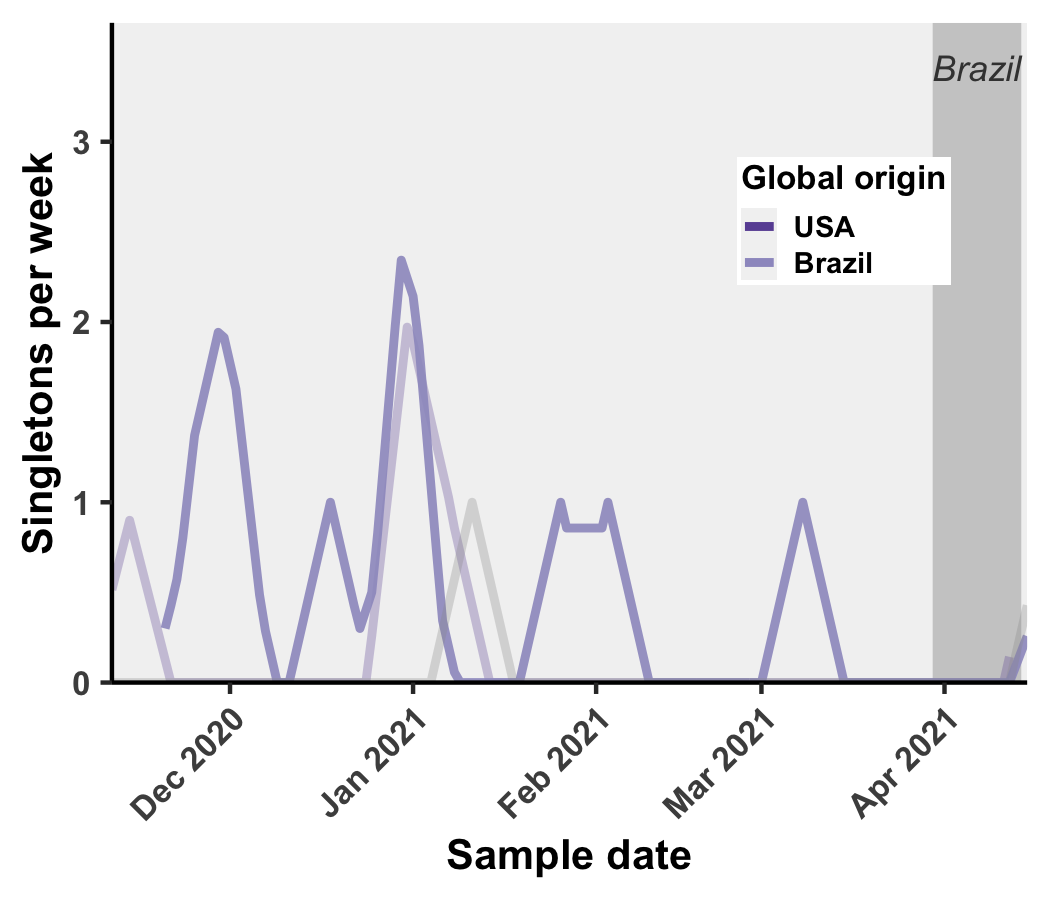 Brazil
3
Global origin
USA
Brazil
2
Singletons per week
1
0
Dec 2020
Jan 2021
Feb 2021
Mar 2021
Apr 2021
Sample date